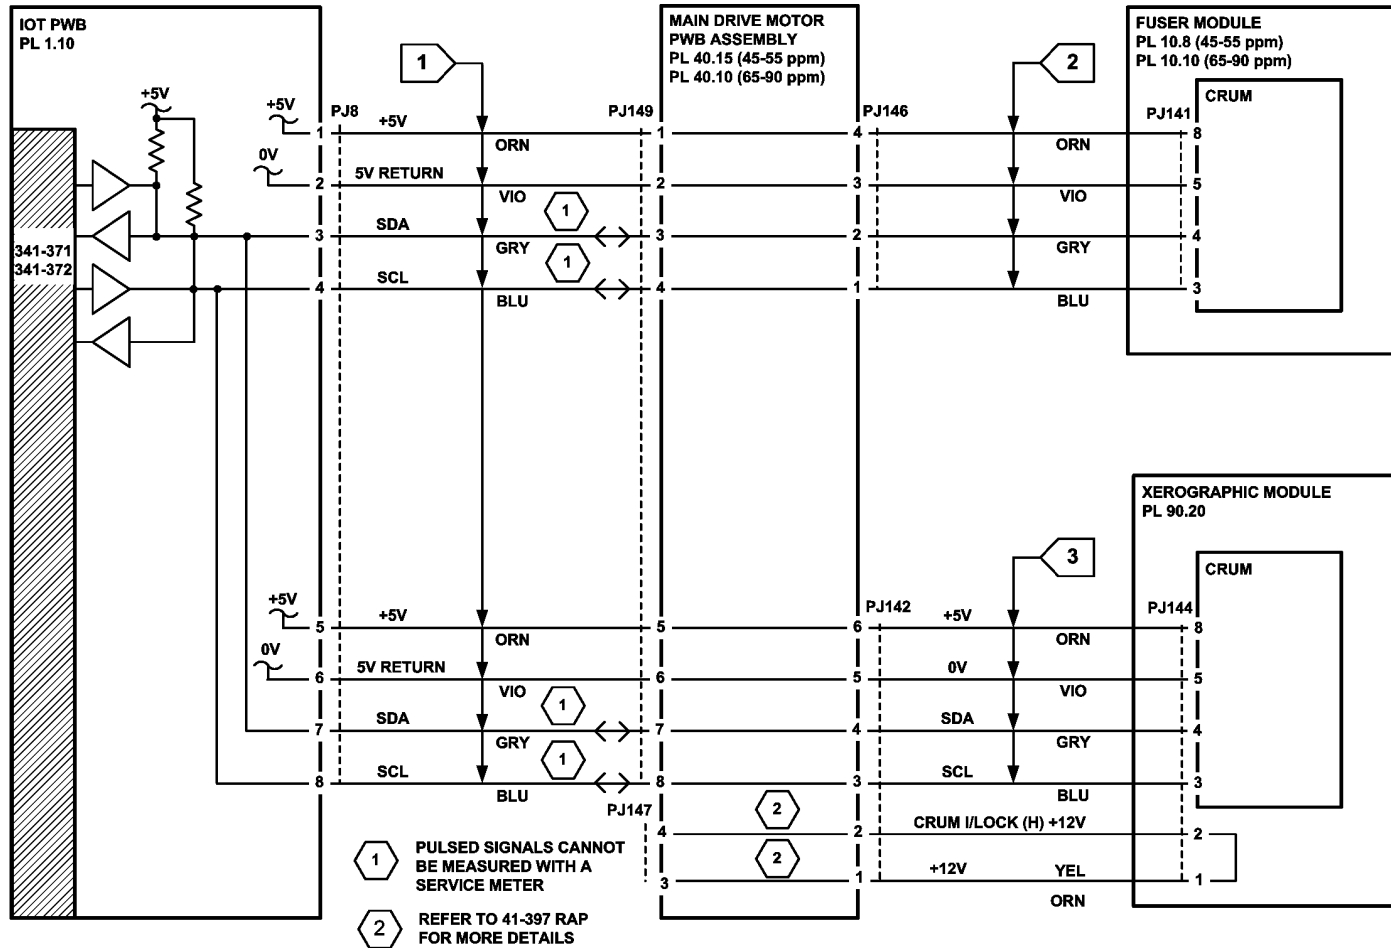 IOT PWB
PL 1.10
+5V
341-371
341-372
+5V
PJ8
+5V
1
0V
5V RETURN
2
SDA
3
SCL
4
1
ORN
VIO
GRY
BLU
1
1
PJ149
1
2
3
4
MAIN DRIVE MOTOR
PWB ASSEMBLY
PL 40.15 (45-55 ppm)
PL 40.10 (65-90 ppm)
PJ146
4
3
2
1
2
ORN
VIO
GRY
BLU
FUSER MODULE
PL 10.8 (45-55 ppm)
PL 10.10 (65-90 ppm)
CRUM
PJ141
8
5
4
3
+5V
+5V
5
0V
5V RETURN
6
SDA
7
SCL
8
ORN
VIO
GRY
BLU
1
1
5
6
7
8
PJ147
4
3
2
2
PJ142
6
5
4
3
2
1
3
+5V
ORN
0V
VIO
SDA
GRY
SCL
BLU
CRUM I/LOCK (H) +12V
+12V
YEL
ORN
XEROGRAPHIC MODULE
PL 90.20
CRUM
PJ144
8
5
4
3
2
1
1
PULSED SIGNALS CANNOT
BE MEASURED WITH A
SERVICE METER
2
REFER TO 41-397 RAP
FOR MORE DETAILS